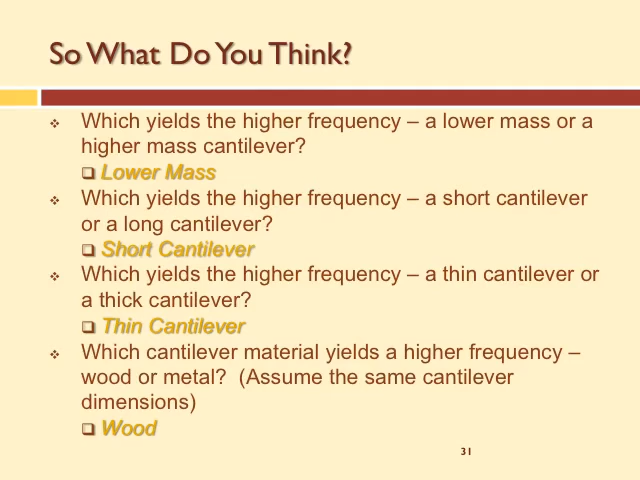 So What Do You Think?
❖ Which yields the higher frequency – a lower mass or a
higher mass cantilever?
❑ Lower Mass
❖ Which yields the higher frequency – a short cantilever
or a long cantilever?
❑ Short Cantilever
❖ Which yields the higher frequency – a thin cantilever or
a thick cantilever?
❑ Thin Cantilever
❖ Which cantilever material yields a higher frequency –
wood or metal? (Assume the same cantilever
dimensions)
❑ Wood
31